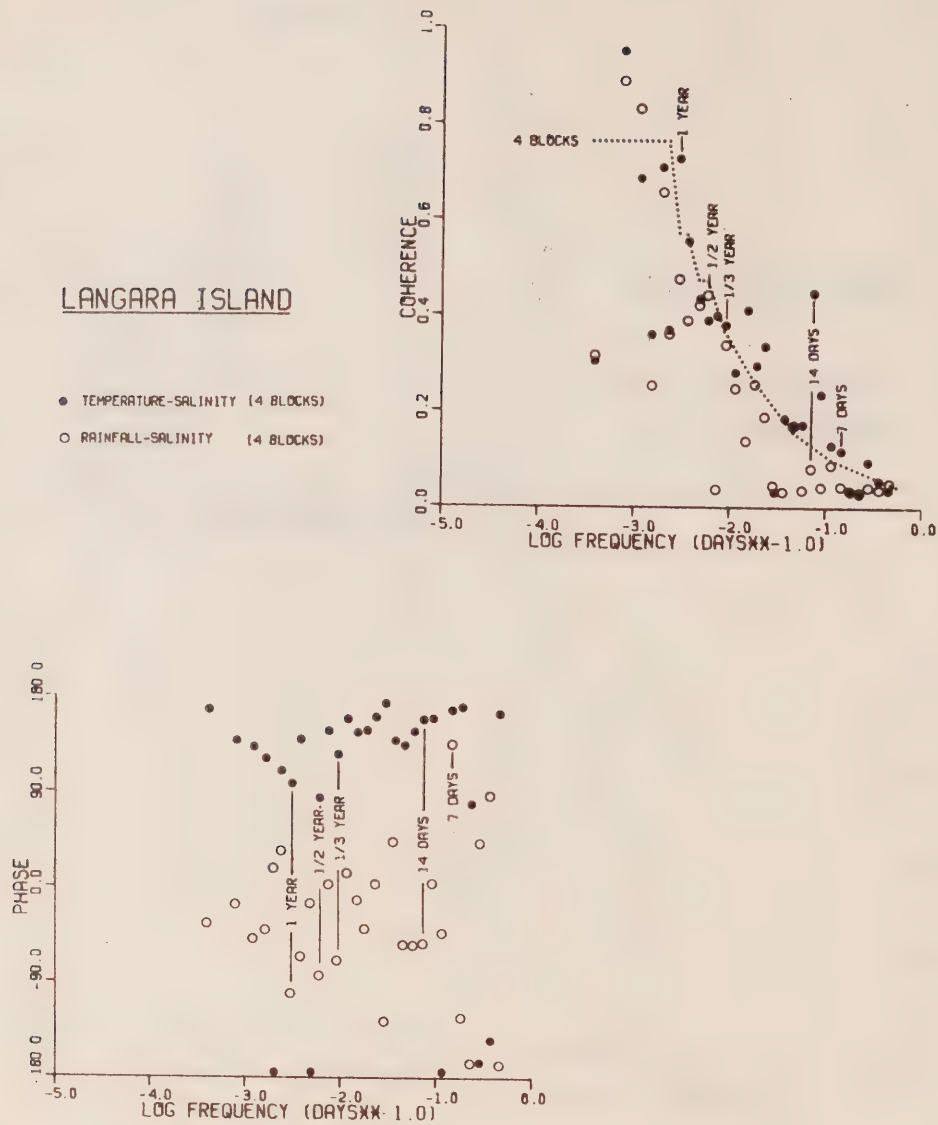 1.0
0.8
0.6
0.4
0.2
0.0
COHERENCE
4 BLOCKS
1 YEAR
1/2 YEAR
1/3 YEAR
14 DAYS
7 DAYS
-5.0 -4.0 -3.0 -2.0 -1.0 0.0
LOG FREQUENCY (DAYS**-1.0)
LANGARA ISLAND
TEMPERATURE-SALINITY (4 BLOCKS)
RAINFALL-SALINITY (4 BLOCKS)
180.0
90.0
0.0
-90.0
-180.0
PHASE
1 YEAR
1/2 YEAR
1/3 YEAR
14 DAYS
7 DAYS
-5.0 -4.0 -3.0 -2.0 -1.0 0.0
LOG FREQUENCY (DAYS**-1.0)